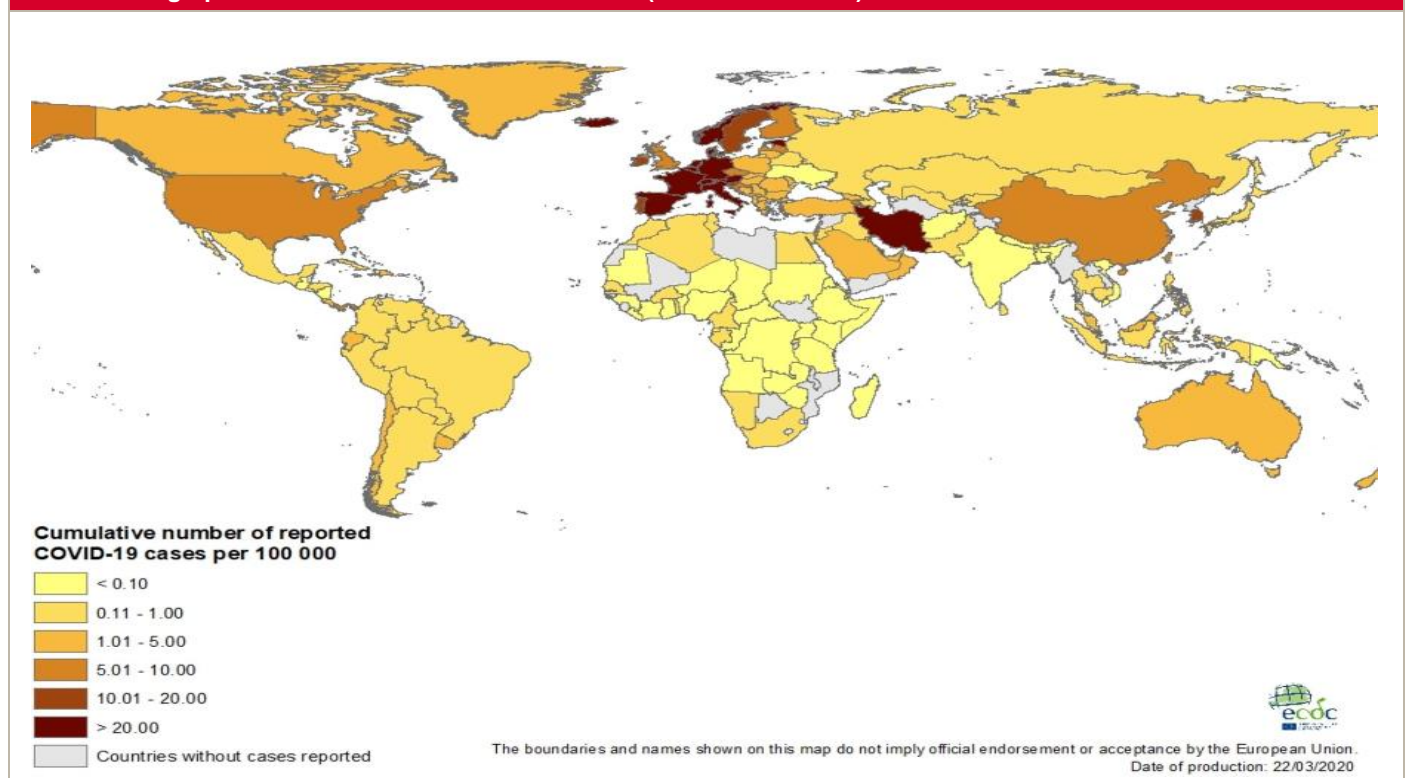 Cumulative number of reported
COVID-19 cases per 100 000
< 0.10
0.11 - 1.00
1.01 - 5.00
5.01 - 10.00
10.01 - 20.00
> 20.00
Countries without cases reported
ecdc
The boundaries and names shown on this map do not imply official endorsement or acceptance by the European Union.
Date of production: 22/03/2020